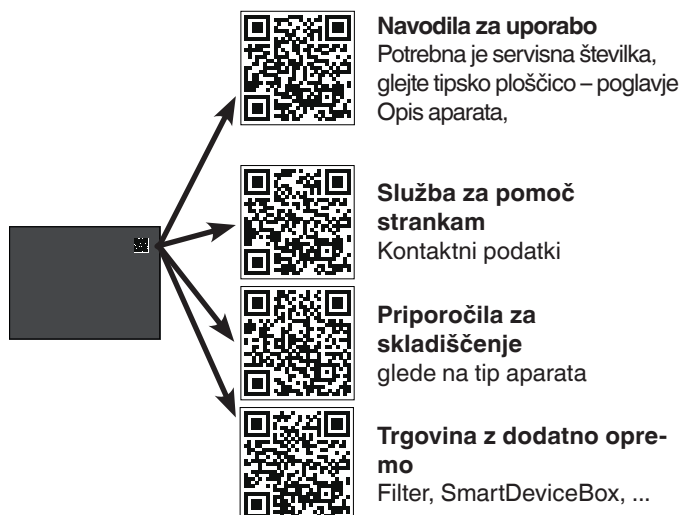 Navodila za uporabo
Potrebna je servisna številka,
glejte tipsko ploščico – poglavje
Opis aparata,
Služba za pomoč
strankam
Kontaktni podatki
Priporočila za
skladiščenje
glede na tip aparata
Trgovina z dodatno opre-
mo
Filter, SmartDeviceBox, ...